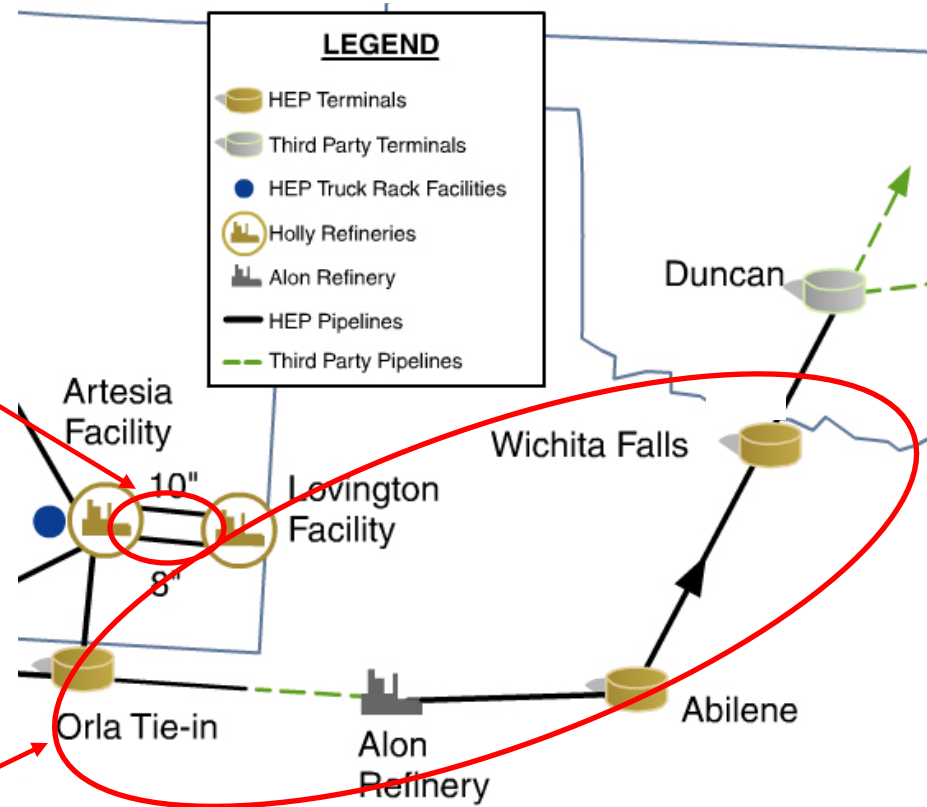 LEGEND
HEP Terminals
Third Party Terminals
HEP Truck Rack Facilities
Holly Refineries
Alon Refinery
HEP Pipelines
Third Party Pipelines
Duncan
Artesia
Facility
Wichita Falls
10"
Lovington
Facility
8"
Orla Tie-in
Abilene
Alon
Refinery